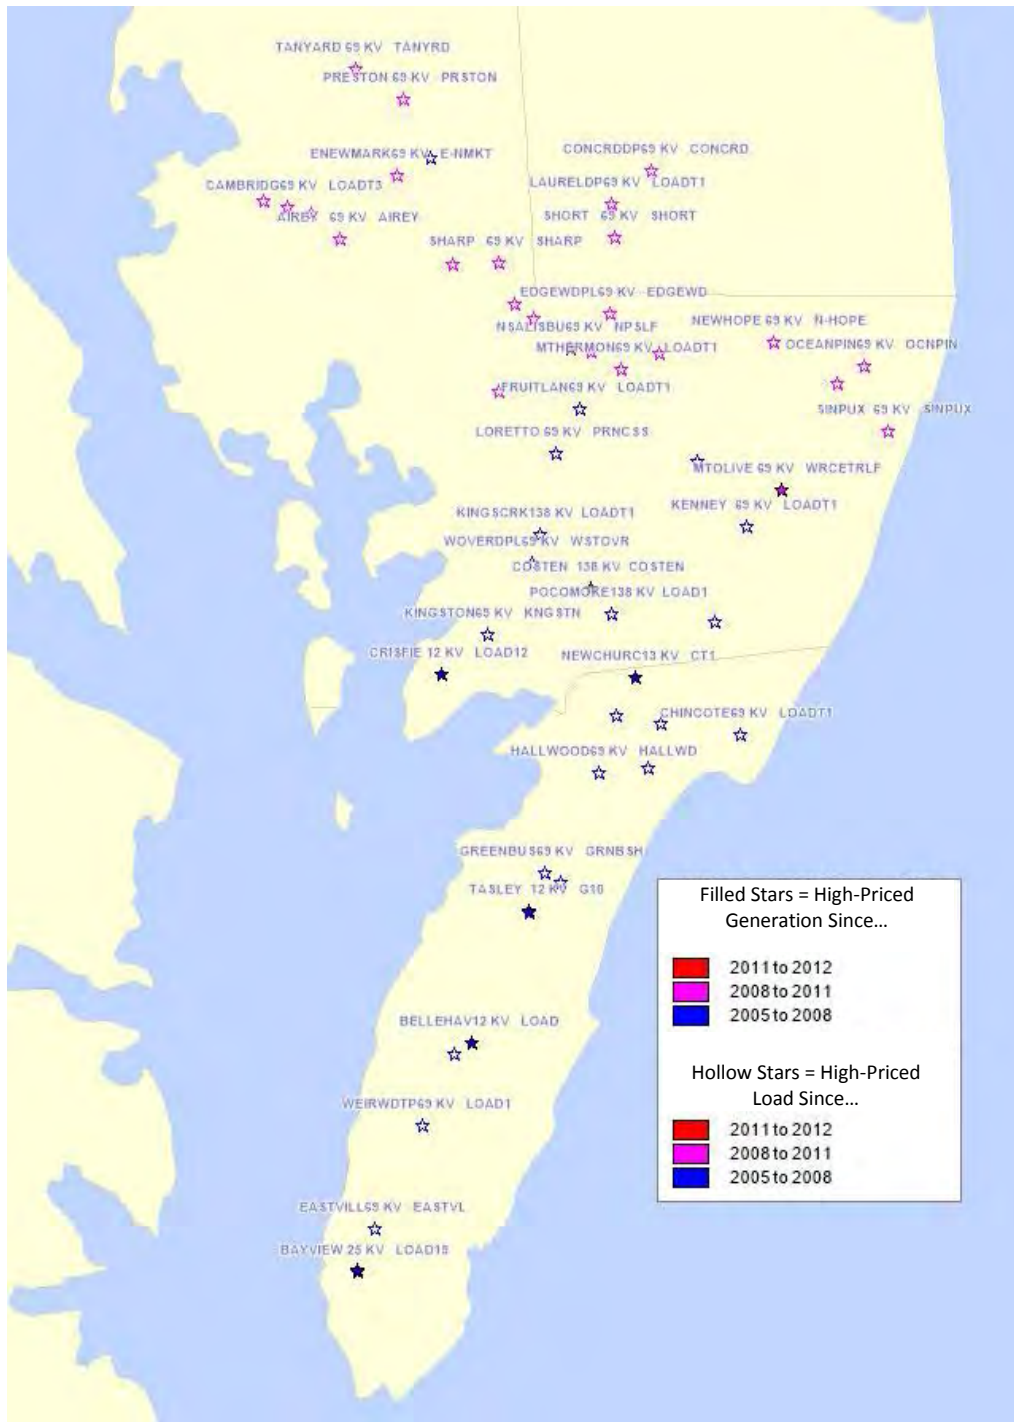 TANYARD 69 KV TANYRD
PRESTON 69 KV PRSTON
ENEWMARK69 KV E-NMKT
CONCRDDP69 KV CONCRD
CAMBRIDG69 KV LOADT3
LAURELDP69 KV LOADT1
AIREY 69 KV AIREY
SHORT 69 KV SHORT
SHARP 69 KV SHARP
EDGEWDPL69 KV EDGEWD
NSALISBU69 KV NPSLF
NEWHOPE 69 KV N-HOPE
MTHERMON69 KV LOADT1
OCEANPIN69 KV OCNPIN
FRUITLAN69 KV LOADT1
SINPUX 69 KV SINPUX
LORETTO 69 KV PRNCSS
MTOLIVE 69 KV WRCETRLF
KENNEY 69 KV LOADT1
KINGSCRK138 KV LOADT1
WOVERDPL69 KV WSTOVR
COSTEN 138 KV COSTEN
POCOMOKE138 KV LOAD1
KINGSTON69 KV KNGSTN
CRISFIE 12 KV LOAD12
NEWCHURC13 KV CT1
CHINCOTE69 KV LOADT1
HALLWOOD69 KV HALLWD
GREENBUS69 KV GRNBSH
TASLEY 12 KV G10
BELLEHAV12 KV LOAD
WEIRWDTP69 KV LOAD1
EASTVILL69 KV EASTVL
BAYVIEW 25 KV
Filled Stars = High-Priced
Generation Since…
2011 to 2012
2008 to 2011
2005 to 2008
Hollow Stars = High-Priced
Load Since…
2011 to 2012
2008 to 2011
2005 to 2008